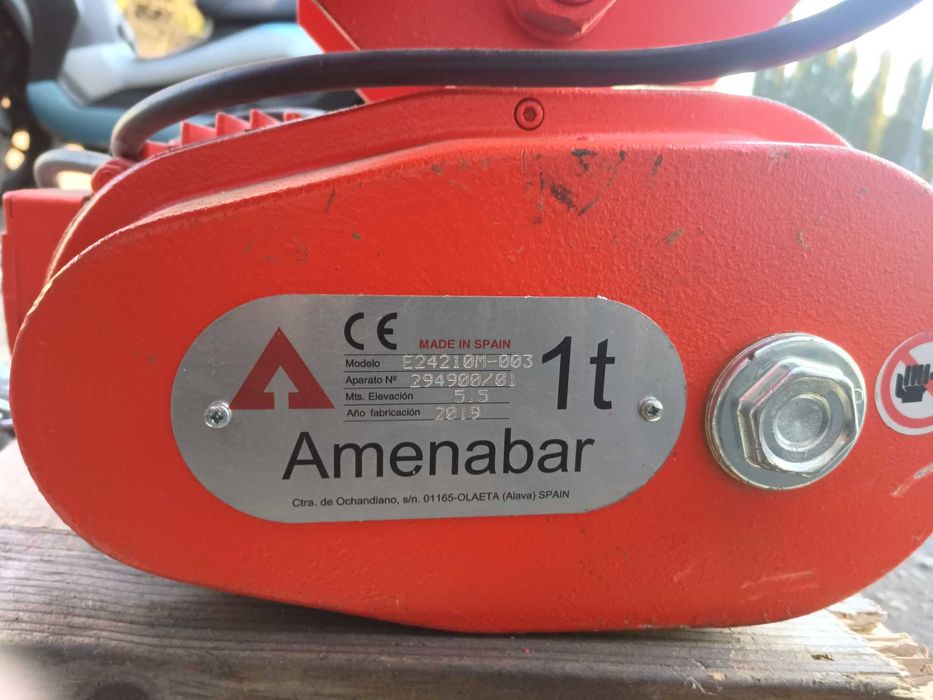 CE
MADE IN SPAIN
Modelo E24210M-003
Aparato Nº 294900/01
Mts. Elevación 5.5
Año fabricación 2019
1t
Amenabar
Ctra. de Ochandiano, s/n. 01165-OLAETA (Alava) SPAIN